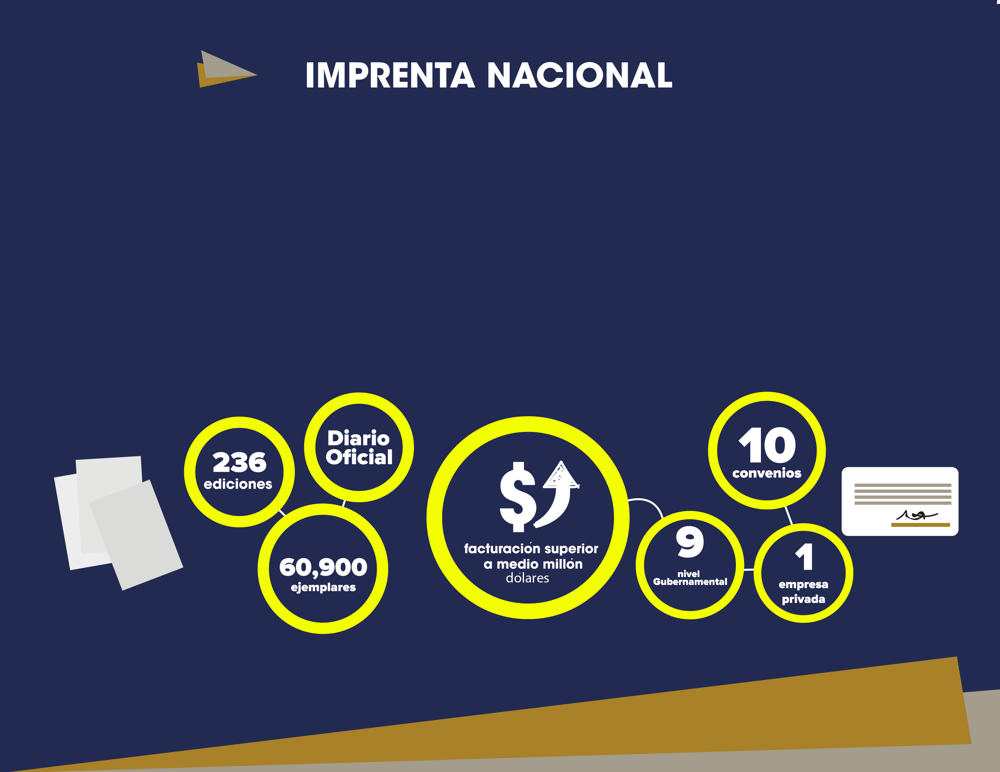 IMPRENTA NACIONAL
236
ediciones
Diario
Oficial
60,900
ejemplares
$
facturación superior
a medio millón
dólares
10
convenios
9
nivel
Gubernamental
1
empresa
privada